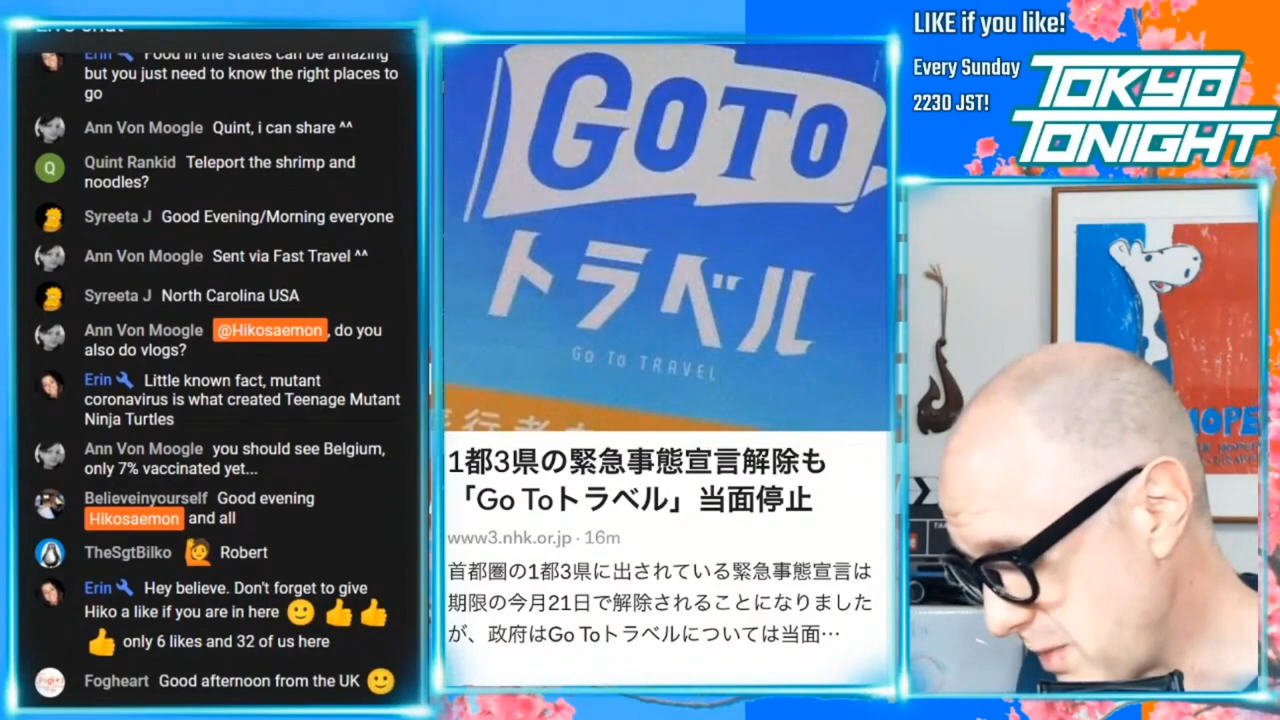 Live chat
Erin Food in the states can be amazing
but you just need to know the right places to
go
Ann Von Moogle Quint, i can share ^^
Q Quint Rankid Teleport the shrimp and
noodles?
Syreeta J Good Evening/Morning everyone
Ann Von Moogle Sent via Fast Travel ^^
Syreeta J North Carolina USA
Ann Von Moogle @Hikosaemon, do you
also do vlogs?
Erin Little known fact, mutant
coronavirus is what created Teenage Mutant
Ninja Turtles
Ann Von Moogle you should see Belgium,
only 7% vaccinated yet...
Believeinyourself Good evening
Hikosaemon and all
TheSgtBilko 🙋 Robert
Erin Hey believe. Don't forget to give
Hiko a like if you are in here 🙂 👍 👍
👍 only 6 likes and 32 of us here
Fogheart Good afternoon from the UK 🙂
GOTO
トラベル
GO TO TRAVEL
行者
1都3県の緊急事態宣言解除も
「Go Toトラベル」当面停止
www3.nhk.or.jp · 16m
首都圏の1都3県に出されている緊急事態宣言は
期限の今月21日で解除されることになりました
が、政府はGo Toトラベルについては当面…
LIKE if you like!
Every Sunday
2230 JST!
TOKYO
TONIGHT
HOPE